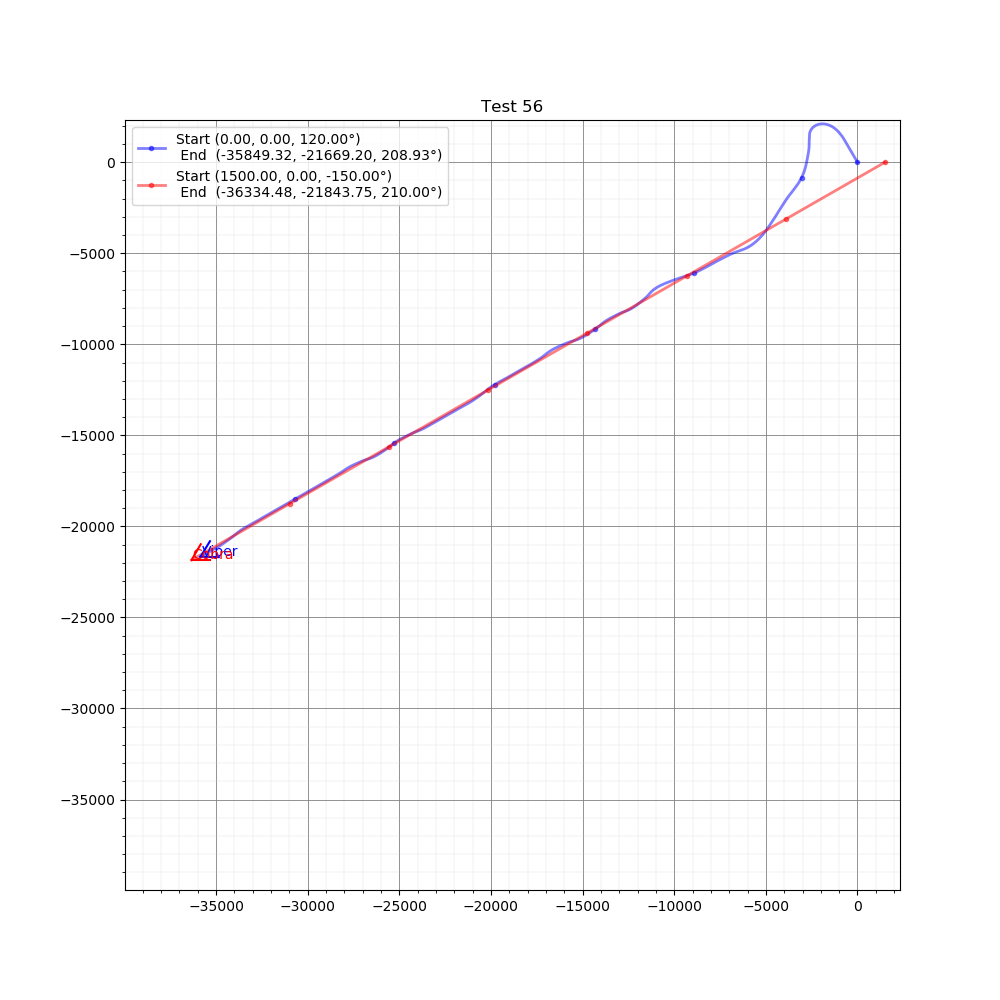 Test 56
Start (0.00, 0.00, 120.00°)
End (-35849.32, -21669.20, 208.93°)
Start (1500.00, 0.00, -150.00°)
End (-36334.48, -21843.75, 210.00°)
0
−5000
−10000
−15000
−20000
−25000
−30000
−35000
−35000 −30000 −25000 −20000 −15000 −10000 −5000 0